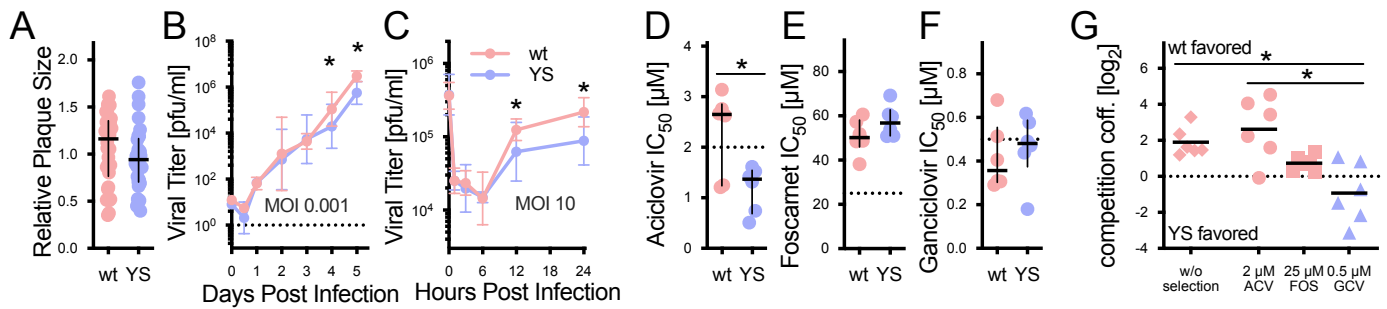 A
Relative Plaque Size
2.0
1.5
1.0
0.5
0.0
wt YS
B
Viral Titer [pfu/ml]
10^8
10^6
10^4
10^2
10^0
* *
MOI 0.001
0 1 2 3 4 5
Days Post Infection
C
Viral Titer [pfu/ml]
10^6
10^5
10^4
wt
YS
* *
MOI 10
0 6 12 18 24
Hours Post Infection
D
Aciclovir IC50 [µM]
4
3
2
1
0
*
wt YS
E
Foscarnet IC50 [µM]
80
60
40
20
0
wt YS
F
Ganciclovir IC50 [µM]
0.8
0.6
0.4
0.2
0.0
wt YS
G
competition coff. [log2]
8
6
4
2
0
-2
-4
wt favored
*
*
YS favored
w/o selection
2 µM ACV
25 µM FOS
0.5 µM GCV